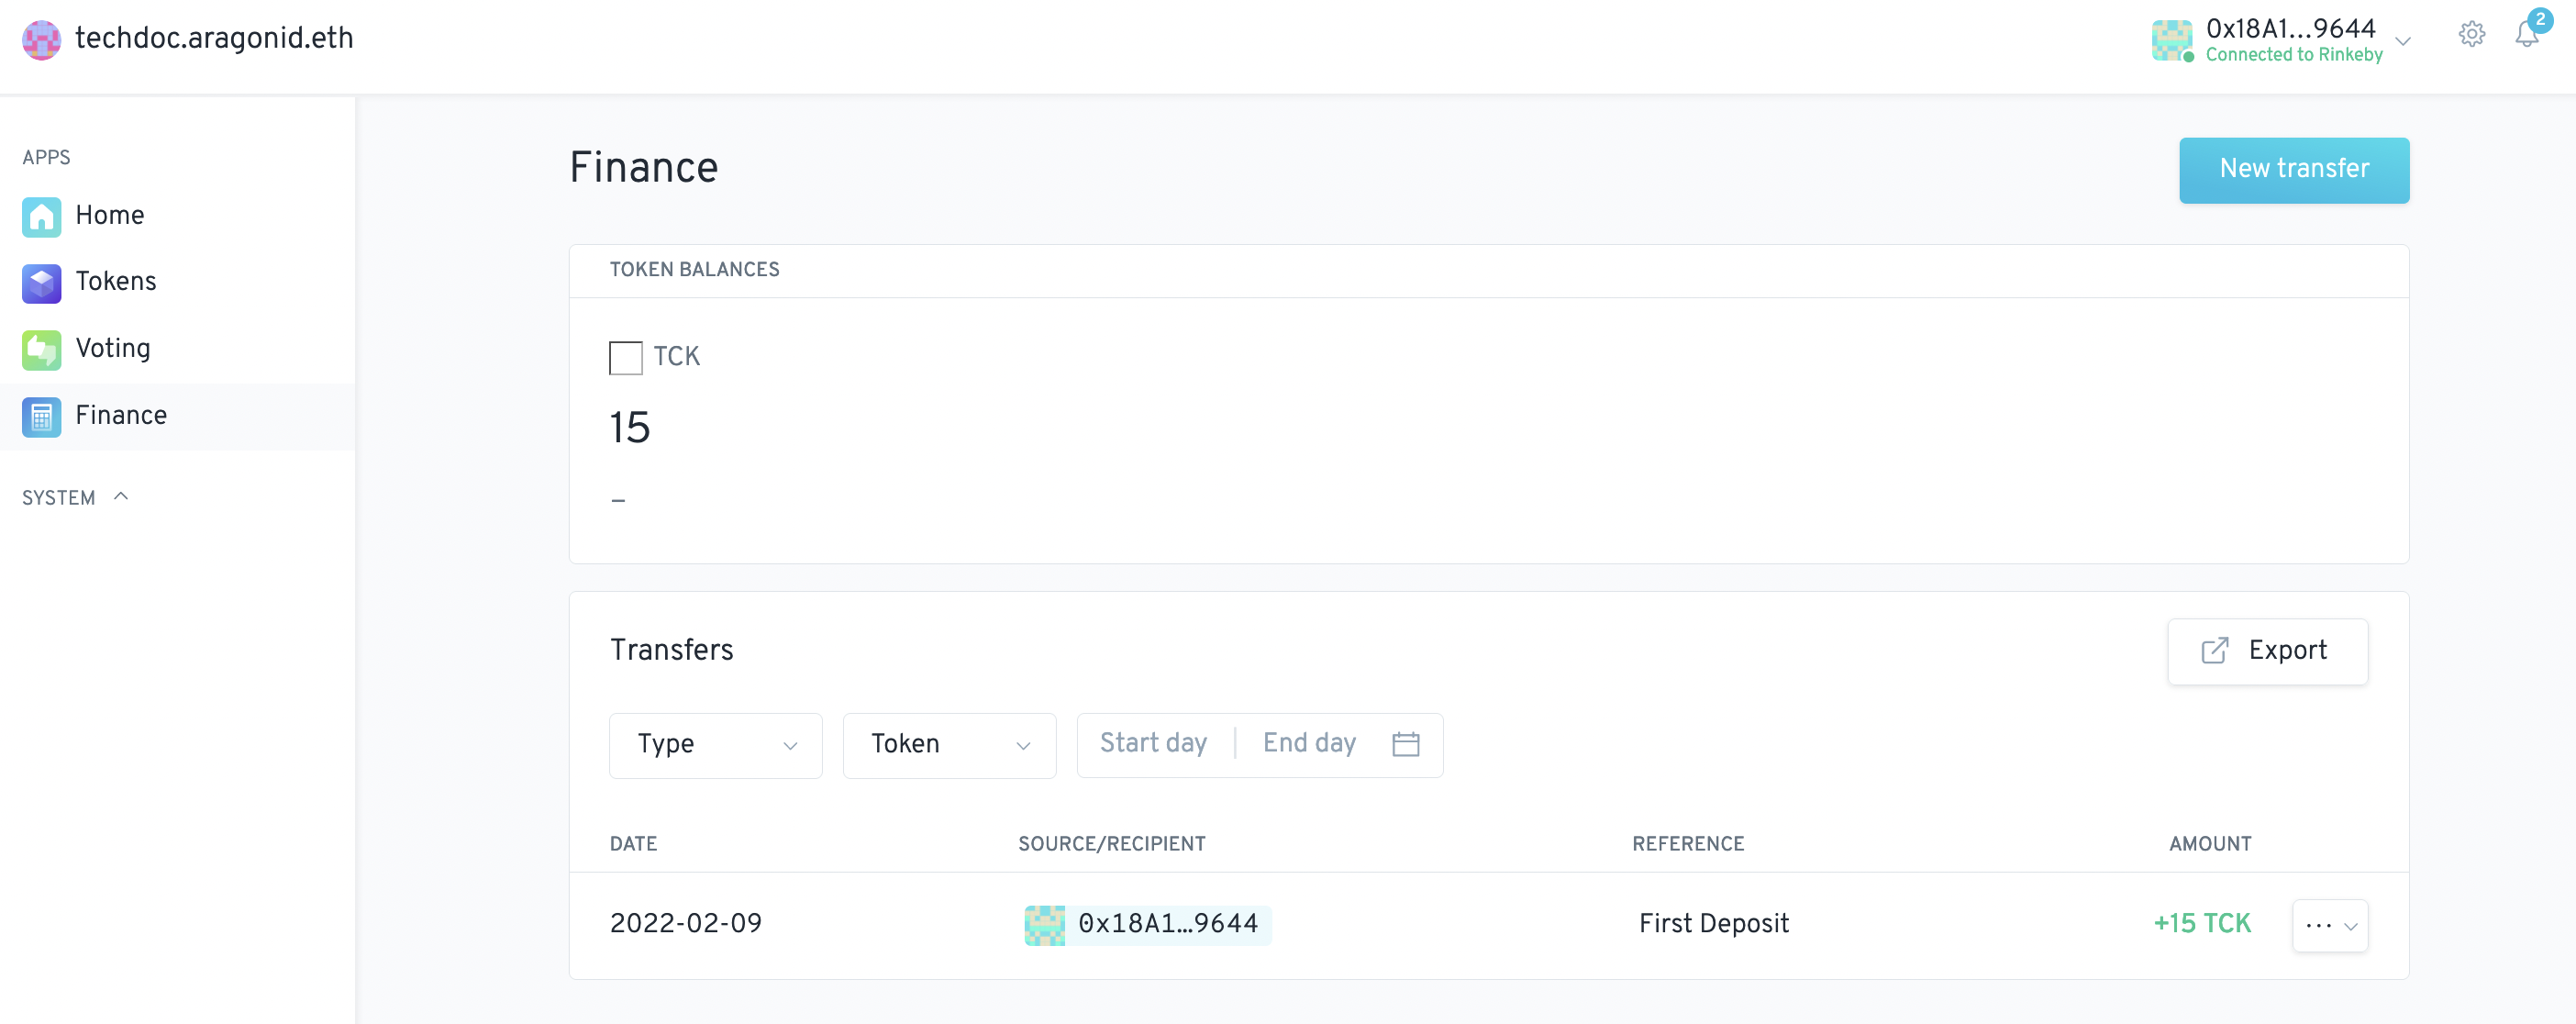 techdoc.aragonid.eth
0x18A1…9644
Connected to Rinkeby
2
APPS
Home
Tokens
Voting
Finance
SYSTEM
Finance
New transfer
TOKEN BALANCES
TCK
15
–
Transfers
Export
Type
Token
Start day | End day
DATE SOURCE/RECIPIENT REFERENCE AMOUNT
2022-02-09 0x18A1…9644 First Deposit +15 TCK